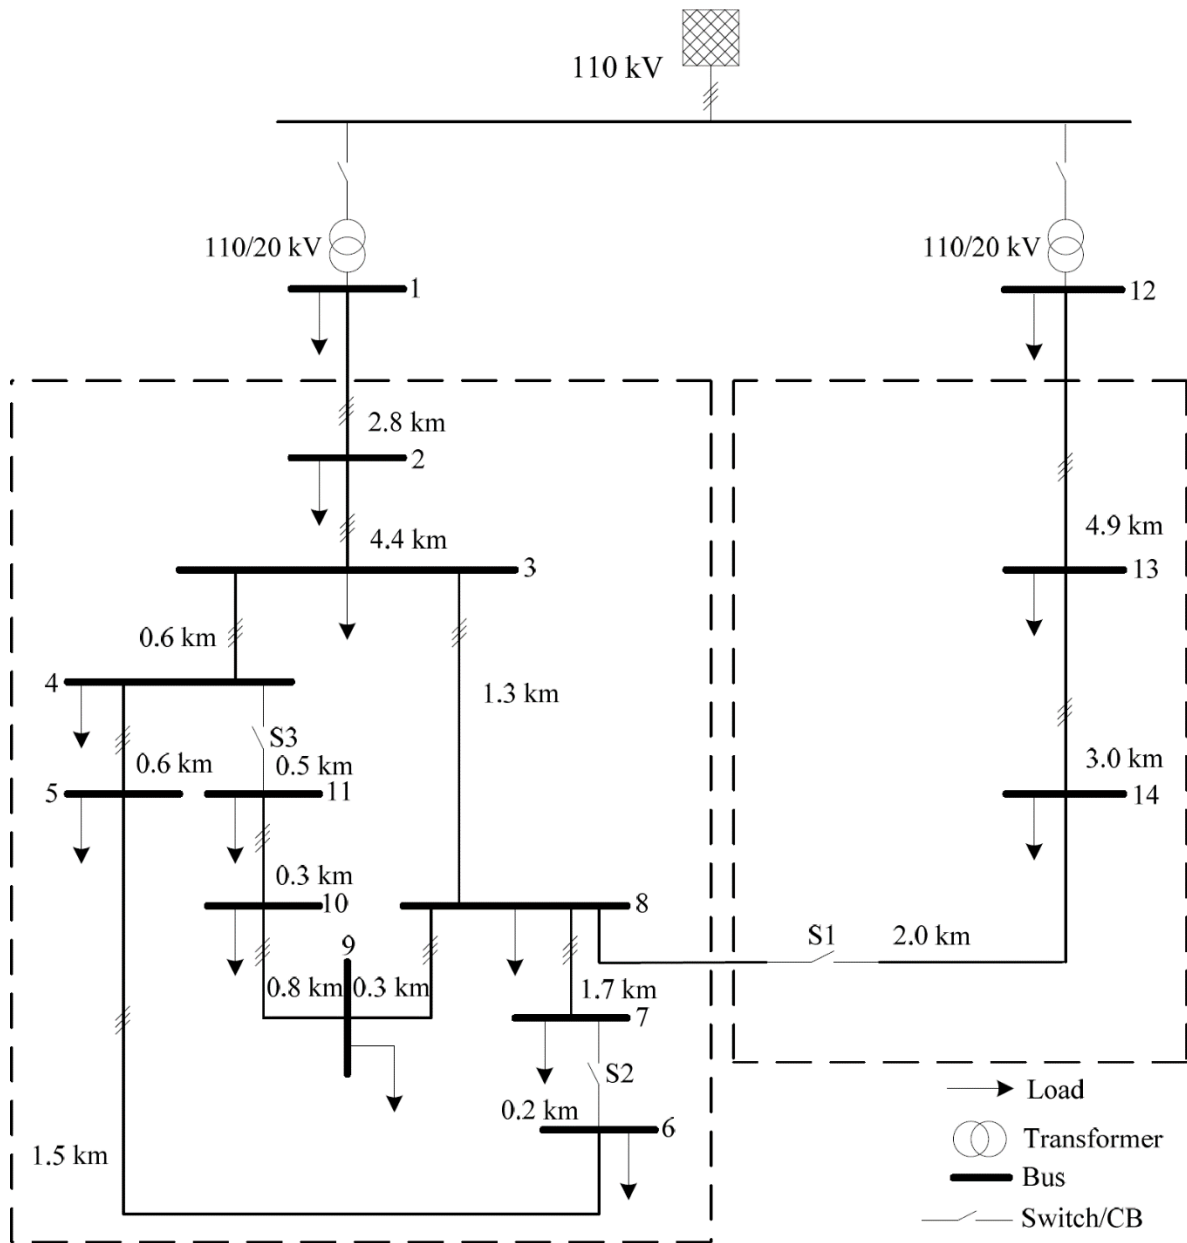 110 kV
110/20 kV
110/20 kV
1
12
2.8 km
2
4.4 km
4.9 km
3
13
0.6 km
4
1.3 km
S3
0.6 km
0.5 km
3.0 km
5
11
14
0.3 km
10
8
9
S1
2.0 km
0.8 km
0.3 km
1.7 km
7
S2
0.2 km
6
1.5 km
Load
Transformer
Bus
Switch/CB